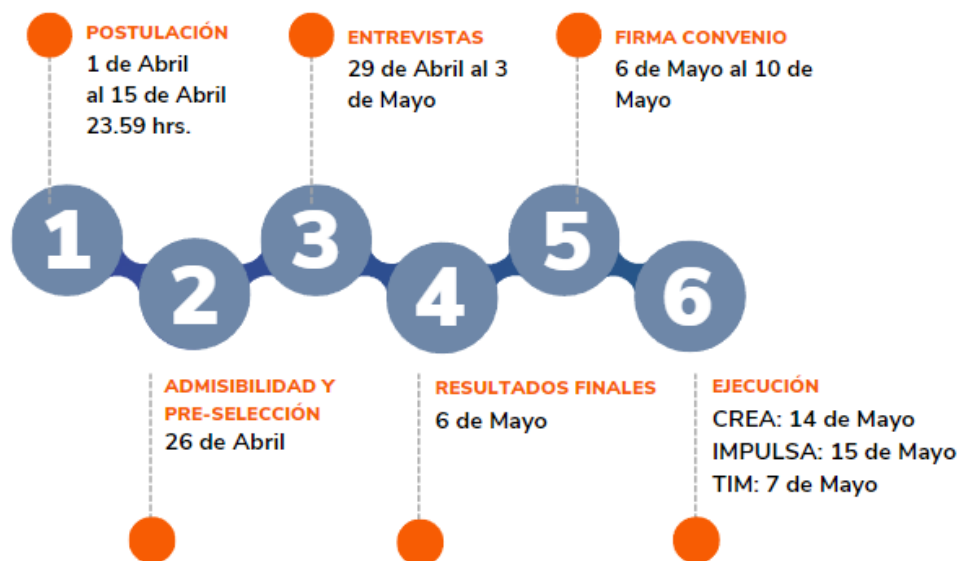 POSTULACIÓN
1 de Abril
al 15 de Abril
23.59 hrs.
ENTREVISTAS
29 de Abril al 3
de Mayo
FIRMA CONVENIO
6 de Mayo al 10 de
Mayo
1
2
3
4
5
6
ADMISIBILIDAD Y
PRE-SELECCIÓN
26 de Abril
RESULTADOS FINALES
6 de Mayo
EJECUCIÓN
CREA: 14 de Mayo
IMPULSA: 15 de Mayo
TIM: 7 de Mayo